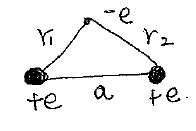 -e
r₁ r₂
a
+e +e